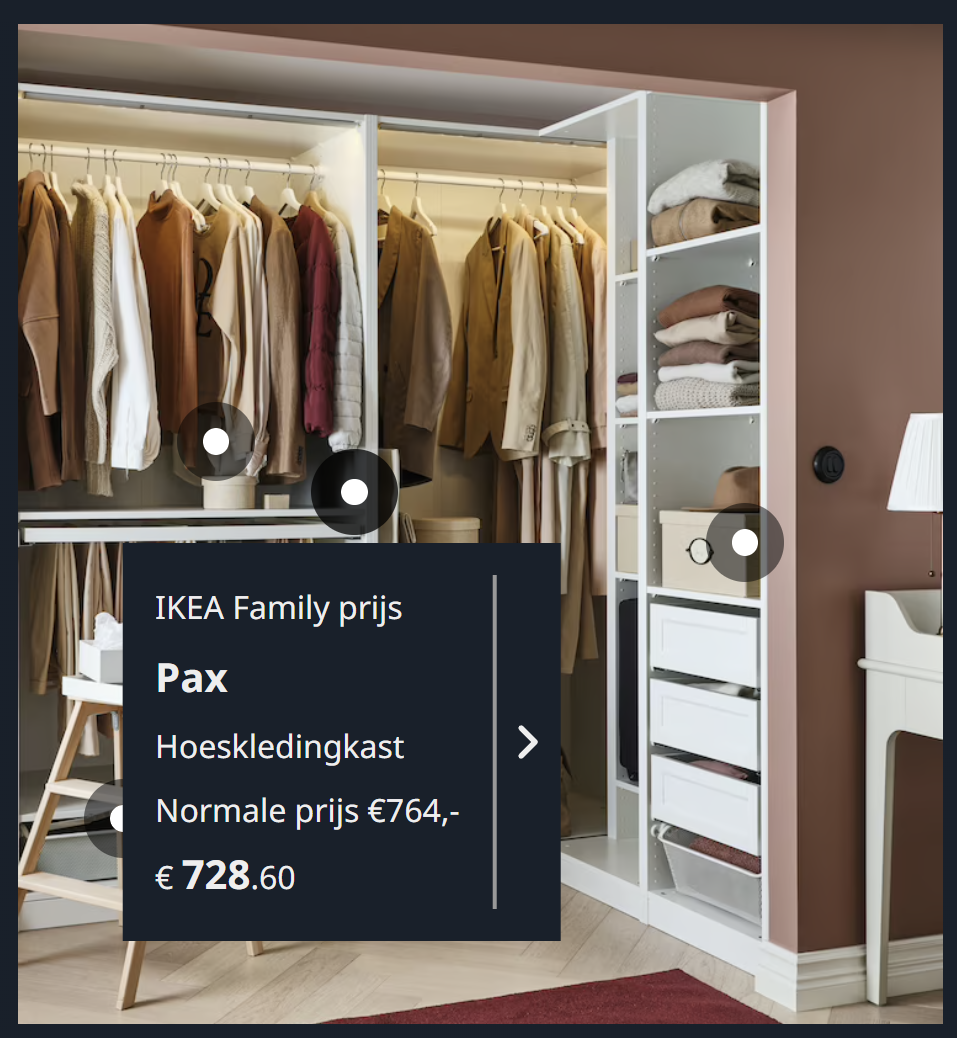 IKEA Family prijs
Pax
Hoeskledingkast
Normale prijs €764,-
€ 728.60